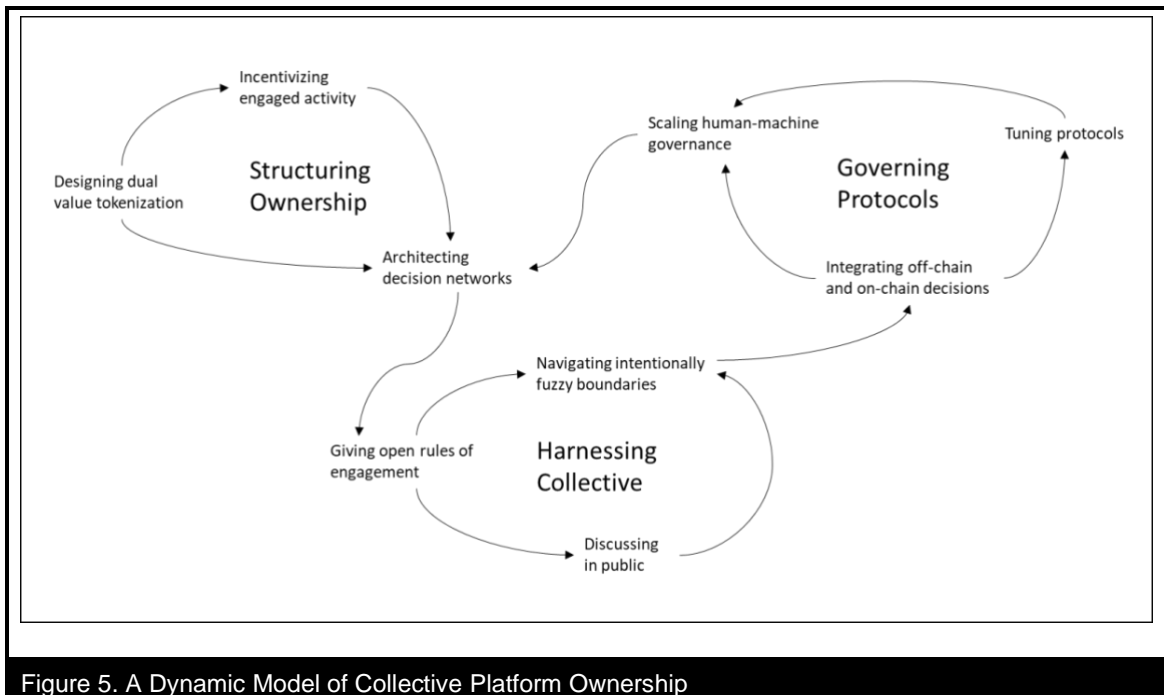 Incentivizing
engaged activity
Structuring
Ownership
Designing dual
value tokenization
Architecting
decision networks
Scaling human-machine
governance
Tuning protocols
Governing
Protocols
Integrating off-chain
and on-chain decisions
Navigating intentionally
fuzzy boundaries
Giving open rules of
engagement
Harnessing
Collective
Discussing
in public
Figure 5. A Dynamic Model of Collective Platform Ownership